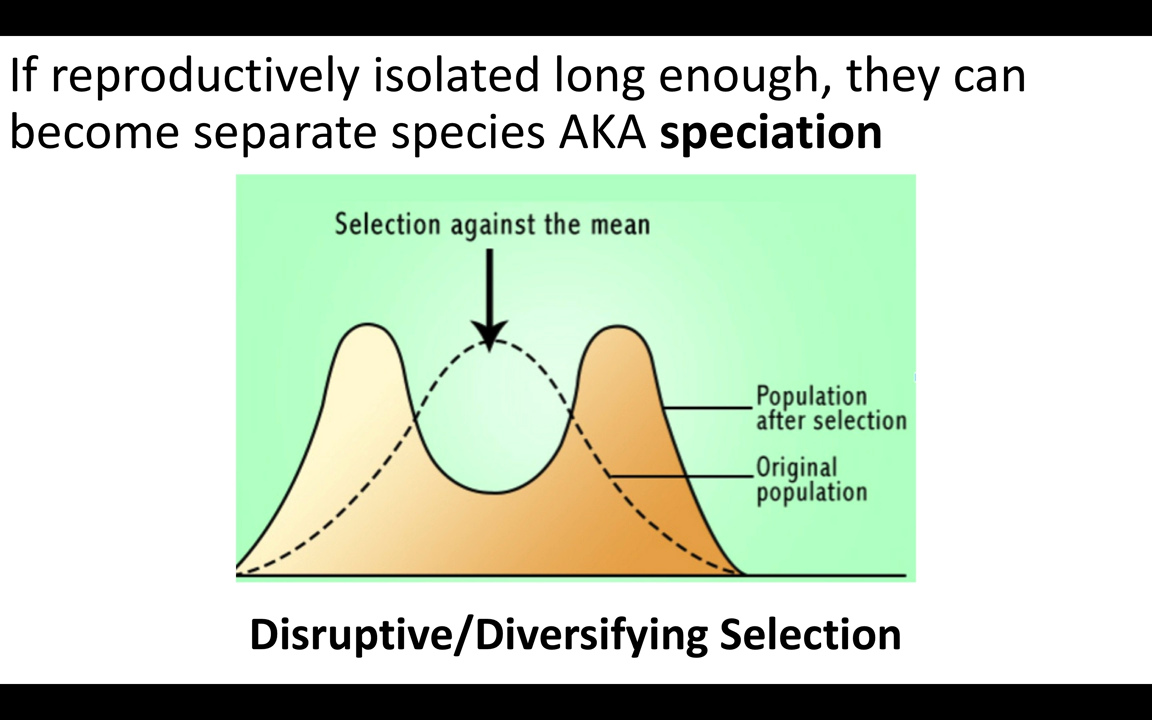 If reproductively isolated long enough, they can
become separate species AKA speciation
Selection against the mean
Population
after selection
Original
population
Disruptive/Diversifying Selection